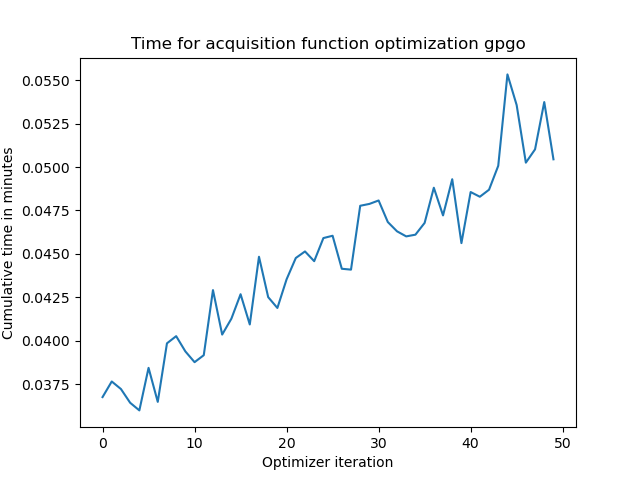 Time for acquisition function optimization gpgo
0.0550
0.0525
0.0500
0.0475
0.0450
0.0425
0.0400
0.0375
Cumulative time in minutes
0 10 20 30 40 50
Optimizer iteration